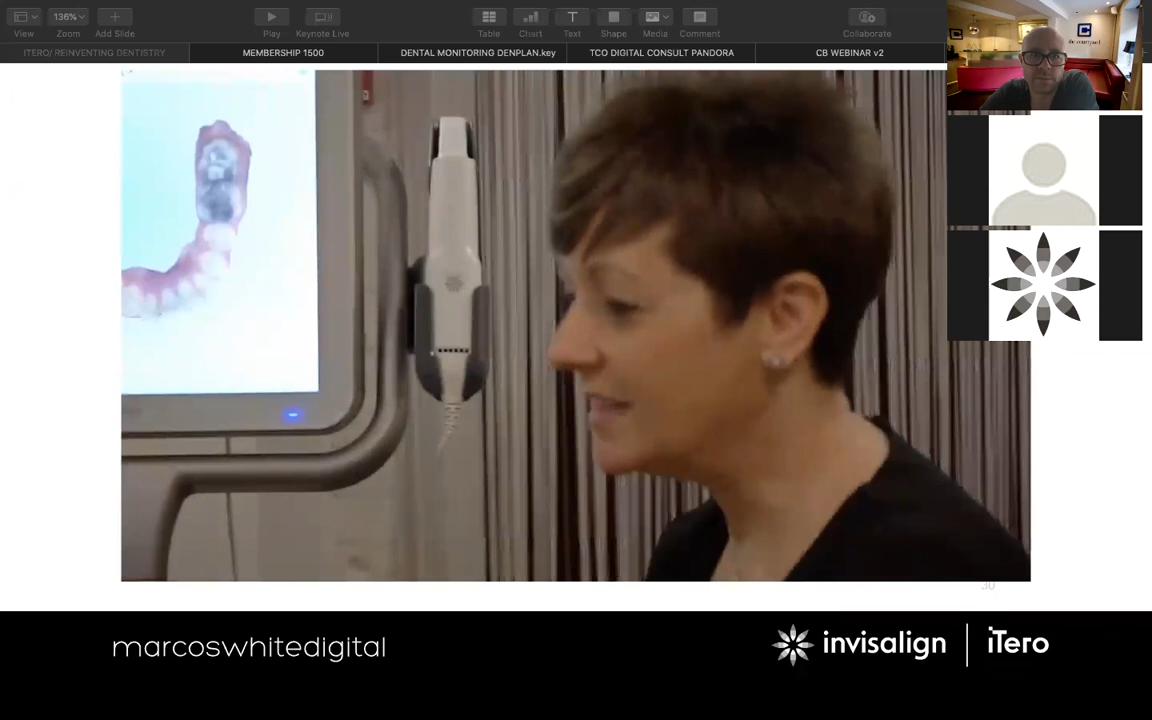 136%
View
Zoom
Add Slide
Play
Keynote Live
Table
Chart
Text
Shape
Media
Comment
Collaborate
ITERO/ REINVENTING DENTISTRY
MEMBERSHIP 1500
DENTAL MONITORING DENPLAN.key
TCO DIGITAL CONSULT PANDORA
CB WEBINAR v2
30
marcoswhitedigital
invisalign
iTero